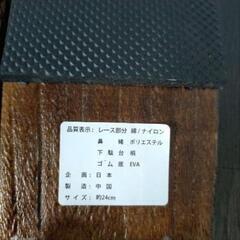 品質表示： レース部分 綿／ナイロン
鼻　緒 ポリエステル
下 駄 台 桐
ゴ ム 底 EVA
企　画： 日本
製　造： 中国
サイズ： 約24cm